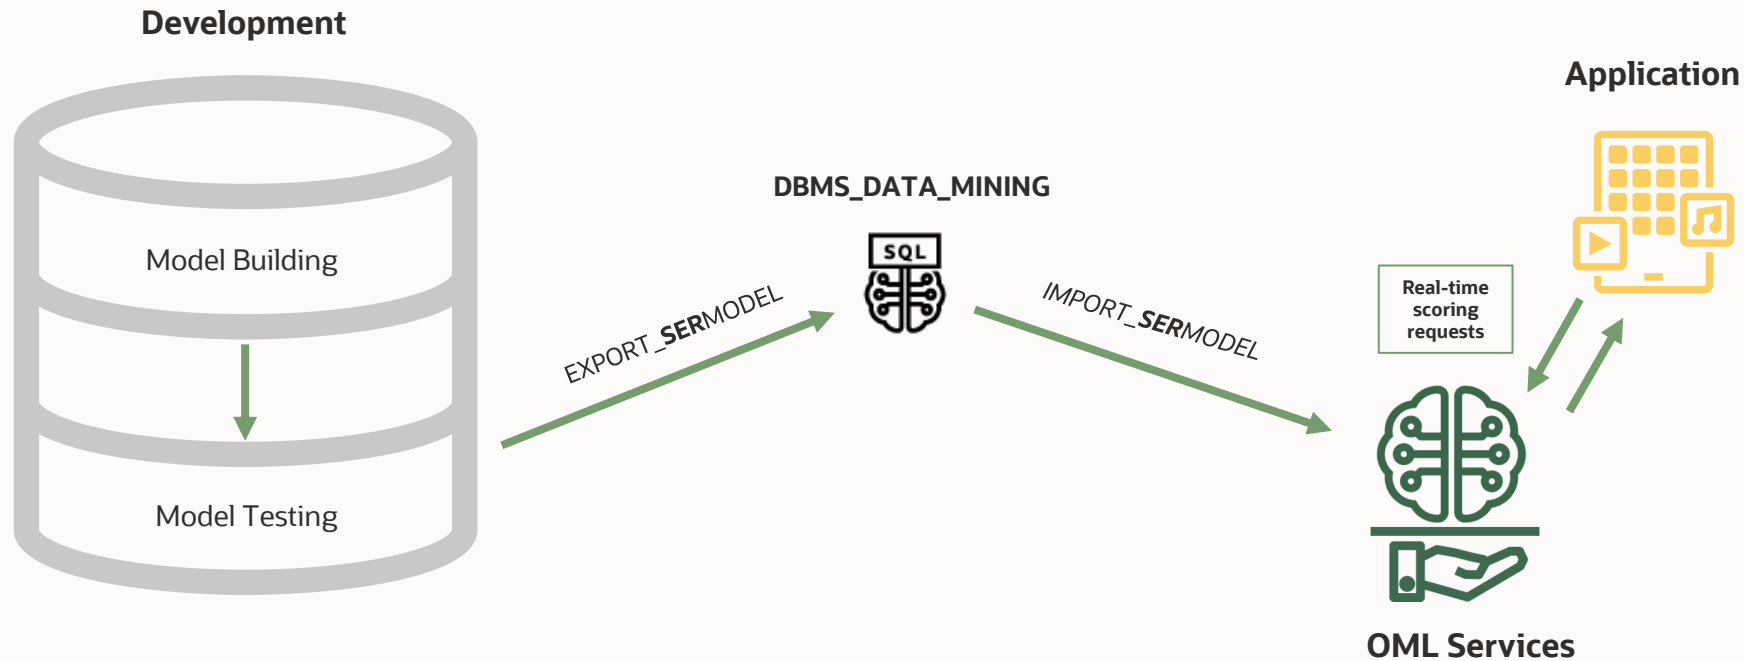 Development
Application
DBMS_DATA_MINING
SQL
Model Building
EXPORT_SERMODEL
IMPORT_SERMODEL
Real-time
scoring
requests
Model Testing
OML Services